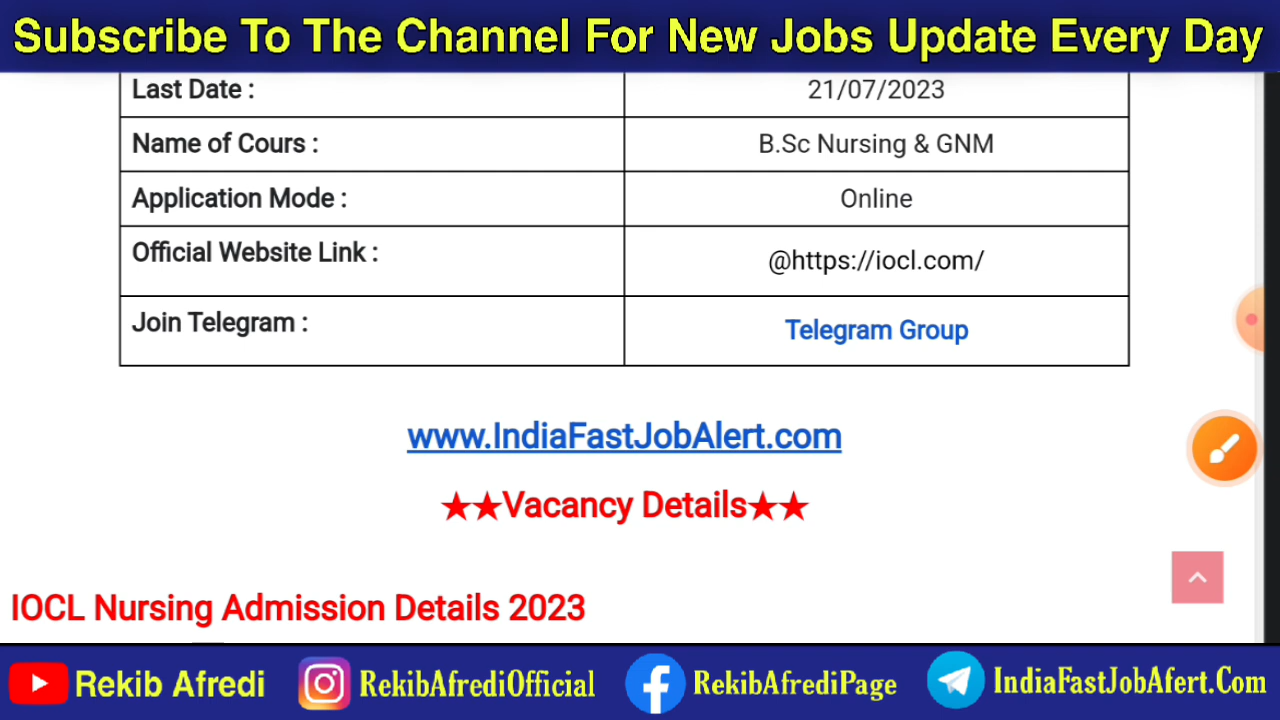 Subscribe To The Channel For New Jobs Update Every Day
Last Date : 21/07/2023
Name of Cours : B.Sc Nursing & GNM
Application Mode : Online
Official Website Link : @https://iocl.com/
Join Telegram : Telegram Group
www.IndiaFastJobAlert.com
★★Vacancy Details★★
IOCL Nursing Admission Details 2023
Rekib Afredi RekibAfrediOfficial RekibAfrediPage IndiaFastJobAfert.Com